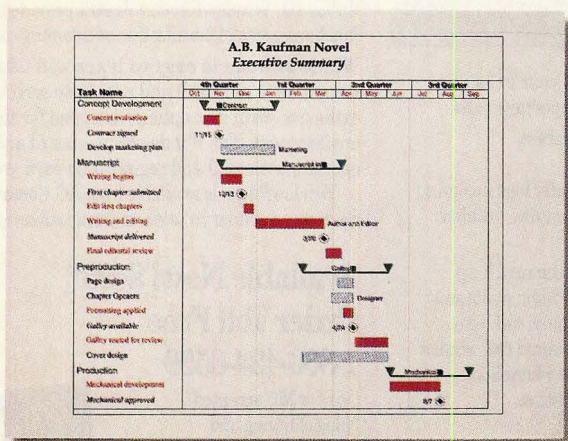 A.B. Kaufman Novel
Executive Summary
4th Quarter 1st Quarter 2nd Quarter 3rd Quarter
Task Name Oct Nov Dec Jan Feb Mar Apr May Jun Jul Aug Sep
Concept Development Contract
Concept evaluation
Contract signed 11/15
Develop marketing plan Marketing
Manuscript Manuscript in
Writing begins
First chapter submitted 12/12
Edit first chapters
Writing and editing Author and Editor
Manuscript delivered
Final editorial review
Preproduction Galley
Page design
Chapter Openers Designer
Formatting applied
Galley available
Galley routed for review
Cover design
Production Mechanical
Mechanical development
Mechanical approved 8/7